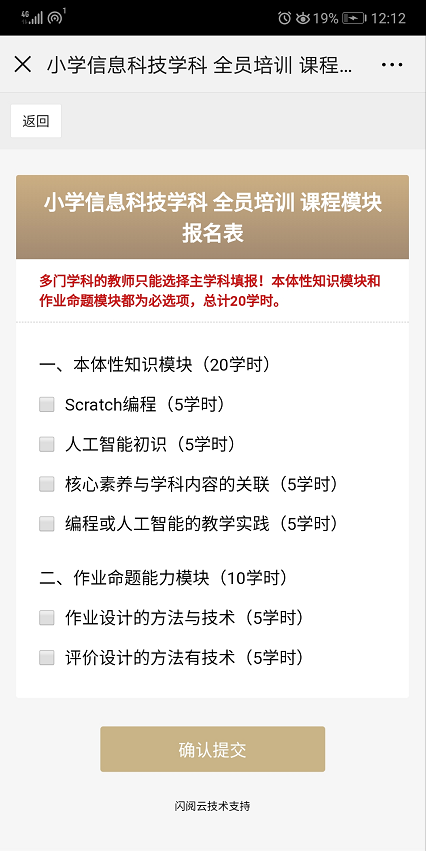 4G 1
19% 12:12
小学信息科技学科 全员培训 课程...
返回
小学信息科技学科 全员培训 课程模块
报名表
多门学科的教师只能选择主学科填报！本体性知识模块和
作业命题模块都为必选项，总计20学时。
一、本体性知识模块（20学时）
Scratch编程（5学时）
人工智能初识（5学时）
核心素养与学科内容的关联（5学时）
编程或人工智能的教学实践（5学时）
二、作业命题能力模块（10学时）
作业设计的方法与技术（5学时）
评价设计的方法有技术（5学时）
确认提交
闪阅云技术支持